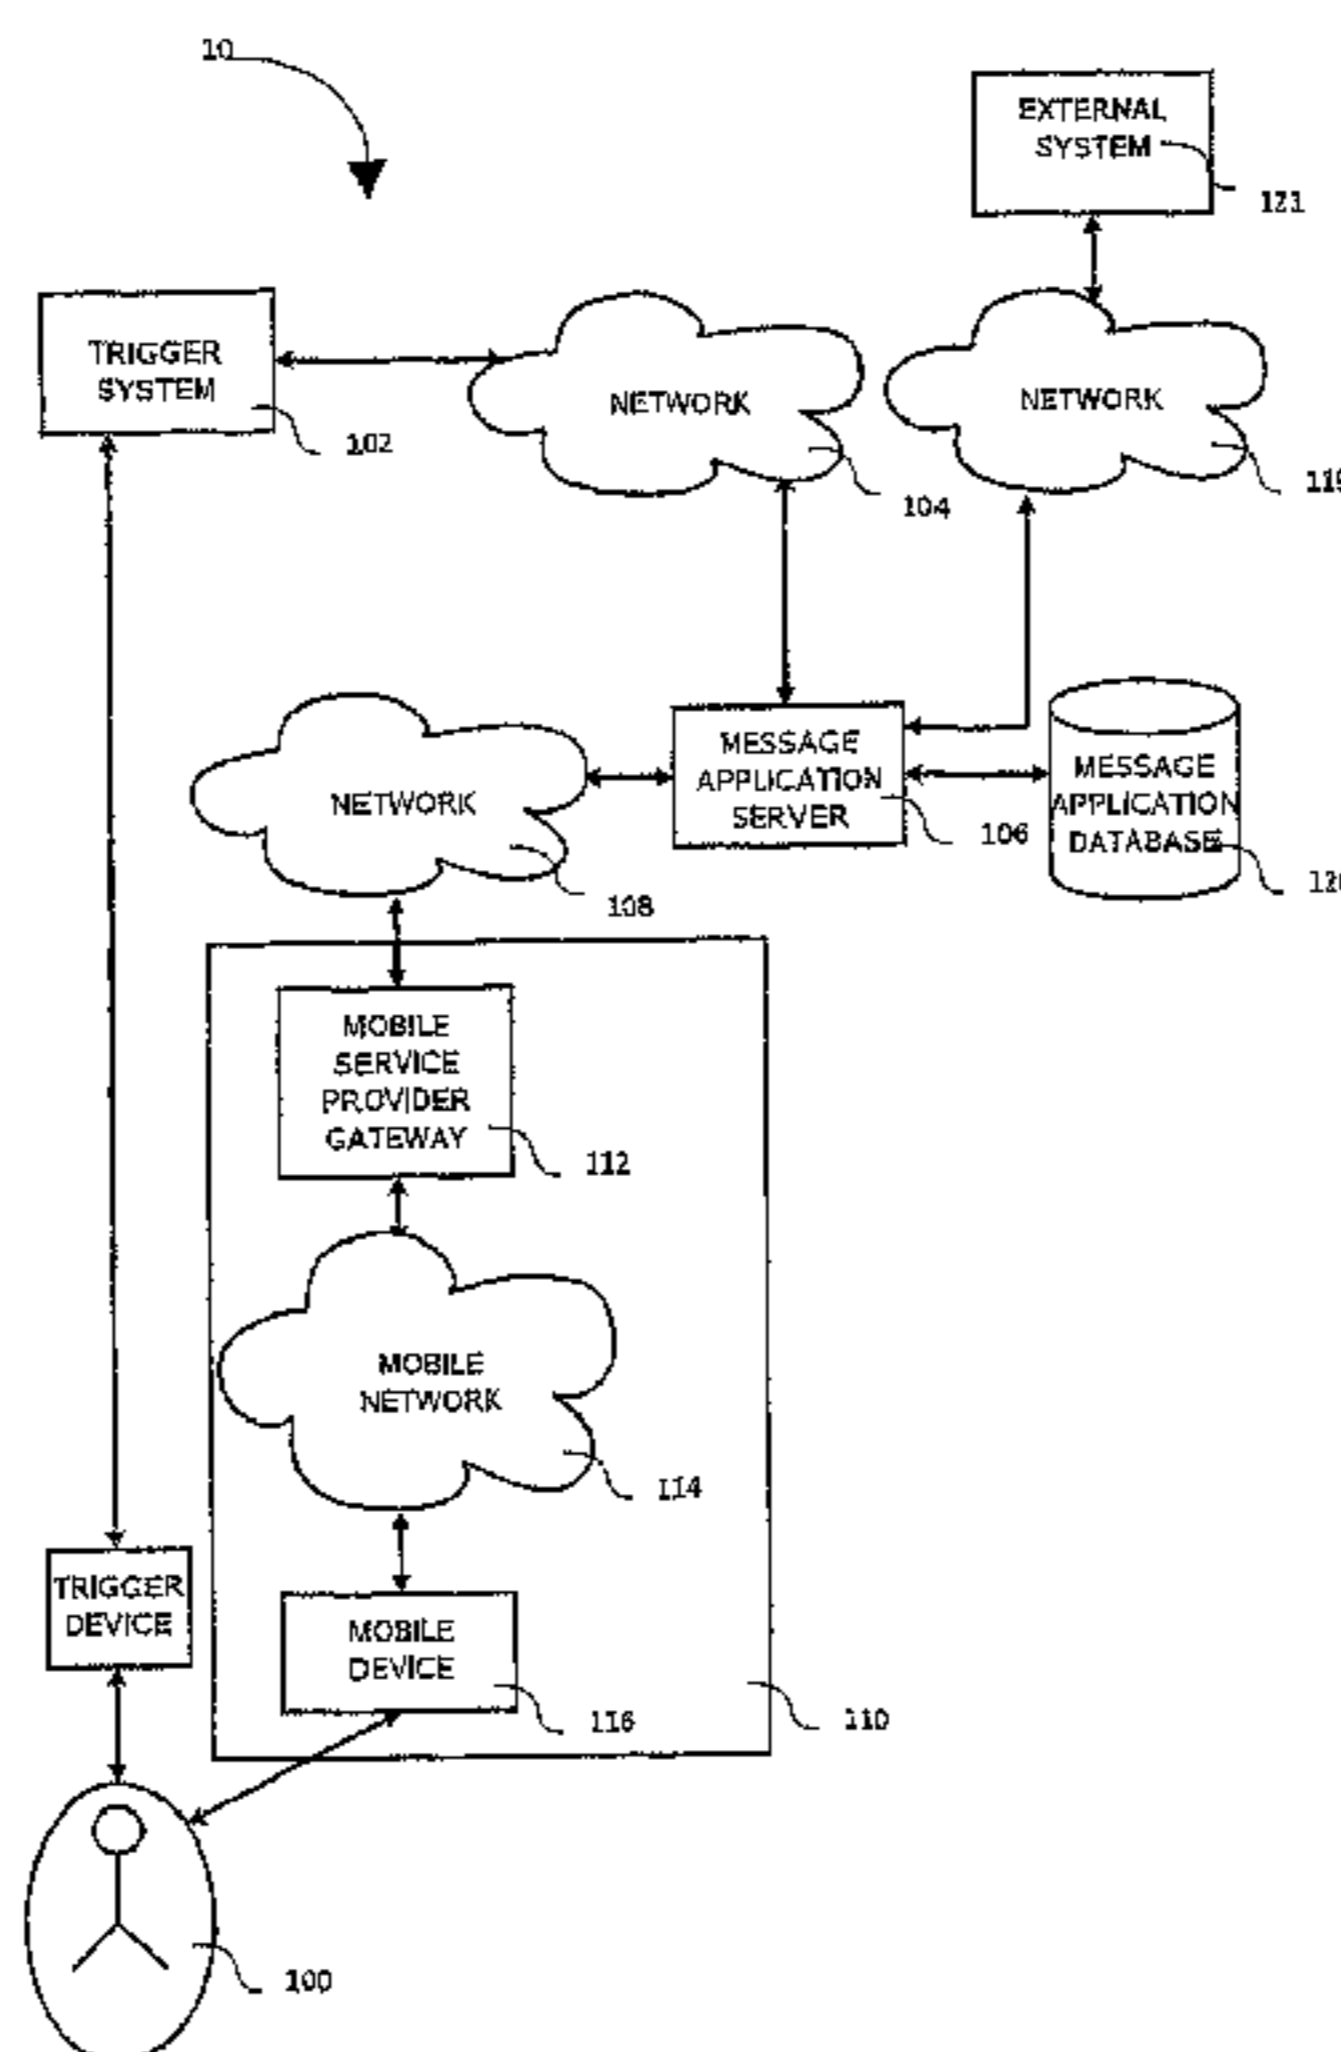 10
EXTERNAL
SYSTEM
121
TRIGGER
SYSTEM
102
NETWORK
104
NETWORK
MESSAGE
APPLICATION
SERVER
106
MESSAGE
APPLICATION
DATABASE
NETWORK
108
MOBILE
SERVICE
PROVIDER
GATEWAY
112
MOBILE
NETWORK
114
TRIGGER
DEVICE
MOBILE
DEVICE
116
110
100